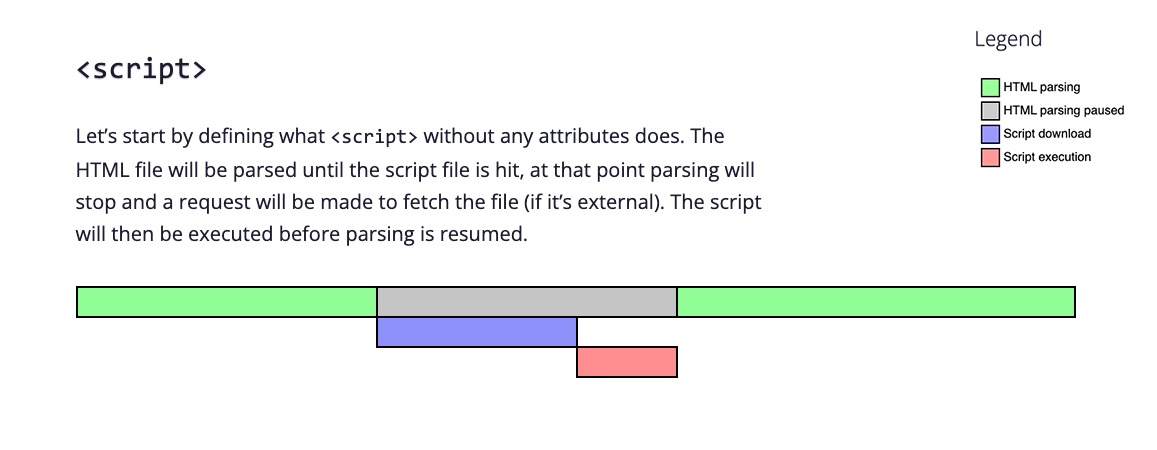 <script>
Let’s start by defining what <script> without any attributes does. The
HTML file will be parsed until the script file is hit, at that point parsing will
stop and a request will be made to fetch the file (if it’s external). The script
will then be executed before parsing is resumed.
Legend
HTML parsing
HTML parsing paused
Script download
Script execution